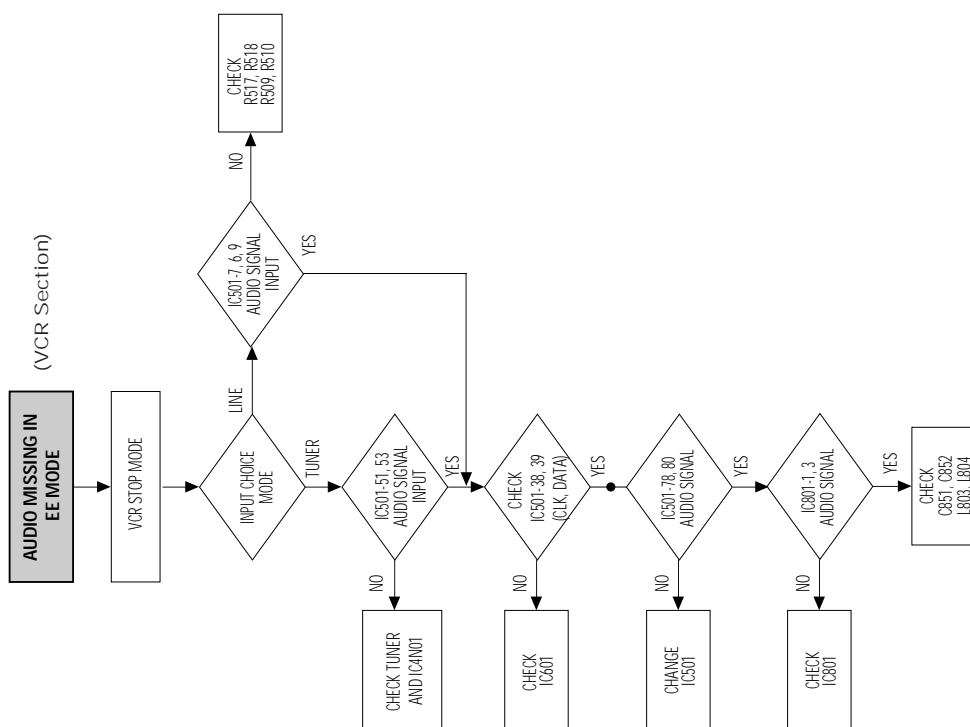 (VCR Section)
AUDIO MISSING IN
EE MODE
VCR STOP MODE
INPUT CHOICE
MODE
LINE
TUNER
IC501-7, 6, 9
AUDIO SIGNAL
INPUT
NO
YES
CHECK
R517, R518
R509, R510
IC501-51, 53
AUDIO SIGNAL
INPUT
NO
YES
CHECK TUNER
AND IC4N01
CHECK
IC501-38, 39
(CLK, DATA)
NO
YES
CHECK
IC601
IC501-78, 80
AUDIO SIGNAL
NO
YES
CHANGE
IC501
IC801-1, 3
AUDIO SIGNAL
NO
YES
CHECK
IC801
CHECK
C851, C852
L803, L804